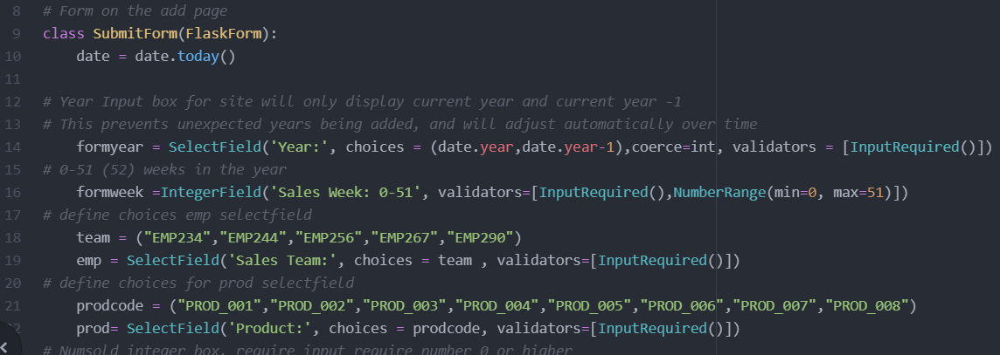 8 # Form on the add page
9 class SubmitForm(FlaskForm):
10 date = date.today()
11
12 # Year Input box for site will only display current year and current year -1
13 # This prevents unexpected years being added, and will adjust automatically over time
14 formyear = SelectField('Year:', choices = (date.year,date.year-1),coerce=int, validators = [InputRequired()])
15 # 0-51 (52) weeks in the year
16 formweek =IntegerField('Sales Week: 0-51', validators=[InputRequired(),NumberRange(min=0, max=51)])
17 # define choices emp selectfield
18 team = ("EMP234","EMP244","EMP256","EMP267","EMP290")
19 emp = SelectField('Sales Team:', choices = team , validators=[InputRequired()])
20 # define choices for prod selectfield
21 prodcode = ("PROD_001","PROD_002","PROD_003","PROD_004","PROD_005","PROD_006","PROD_007","PROD_008")
2 prod= SelectField('Product:', choices = prodcode, validators=[InputRequired()])
# Numsold integer box, require input require number 0 or higher